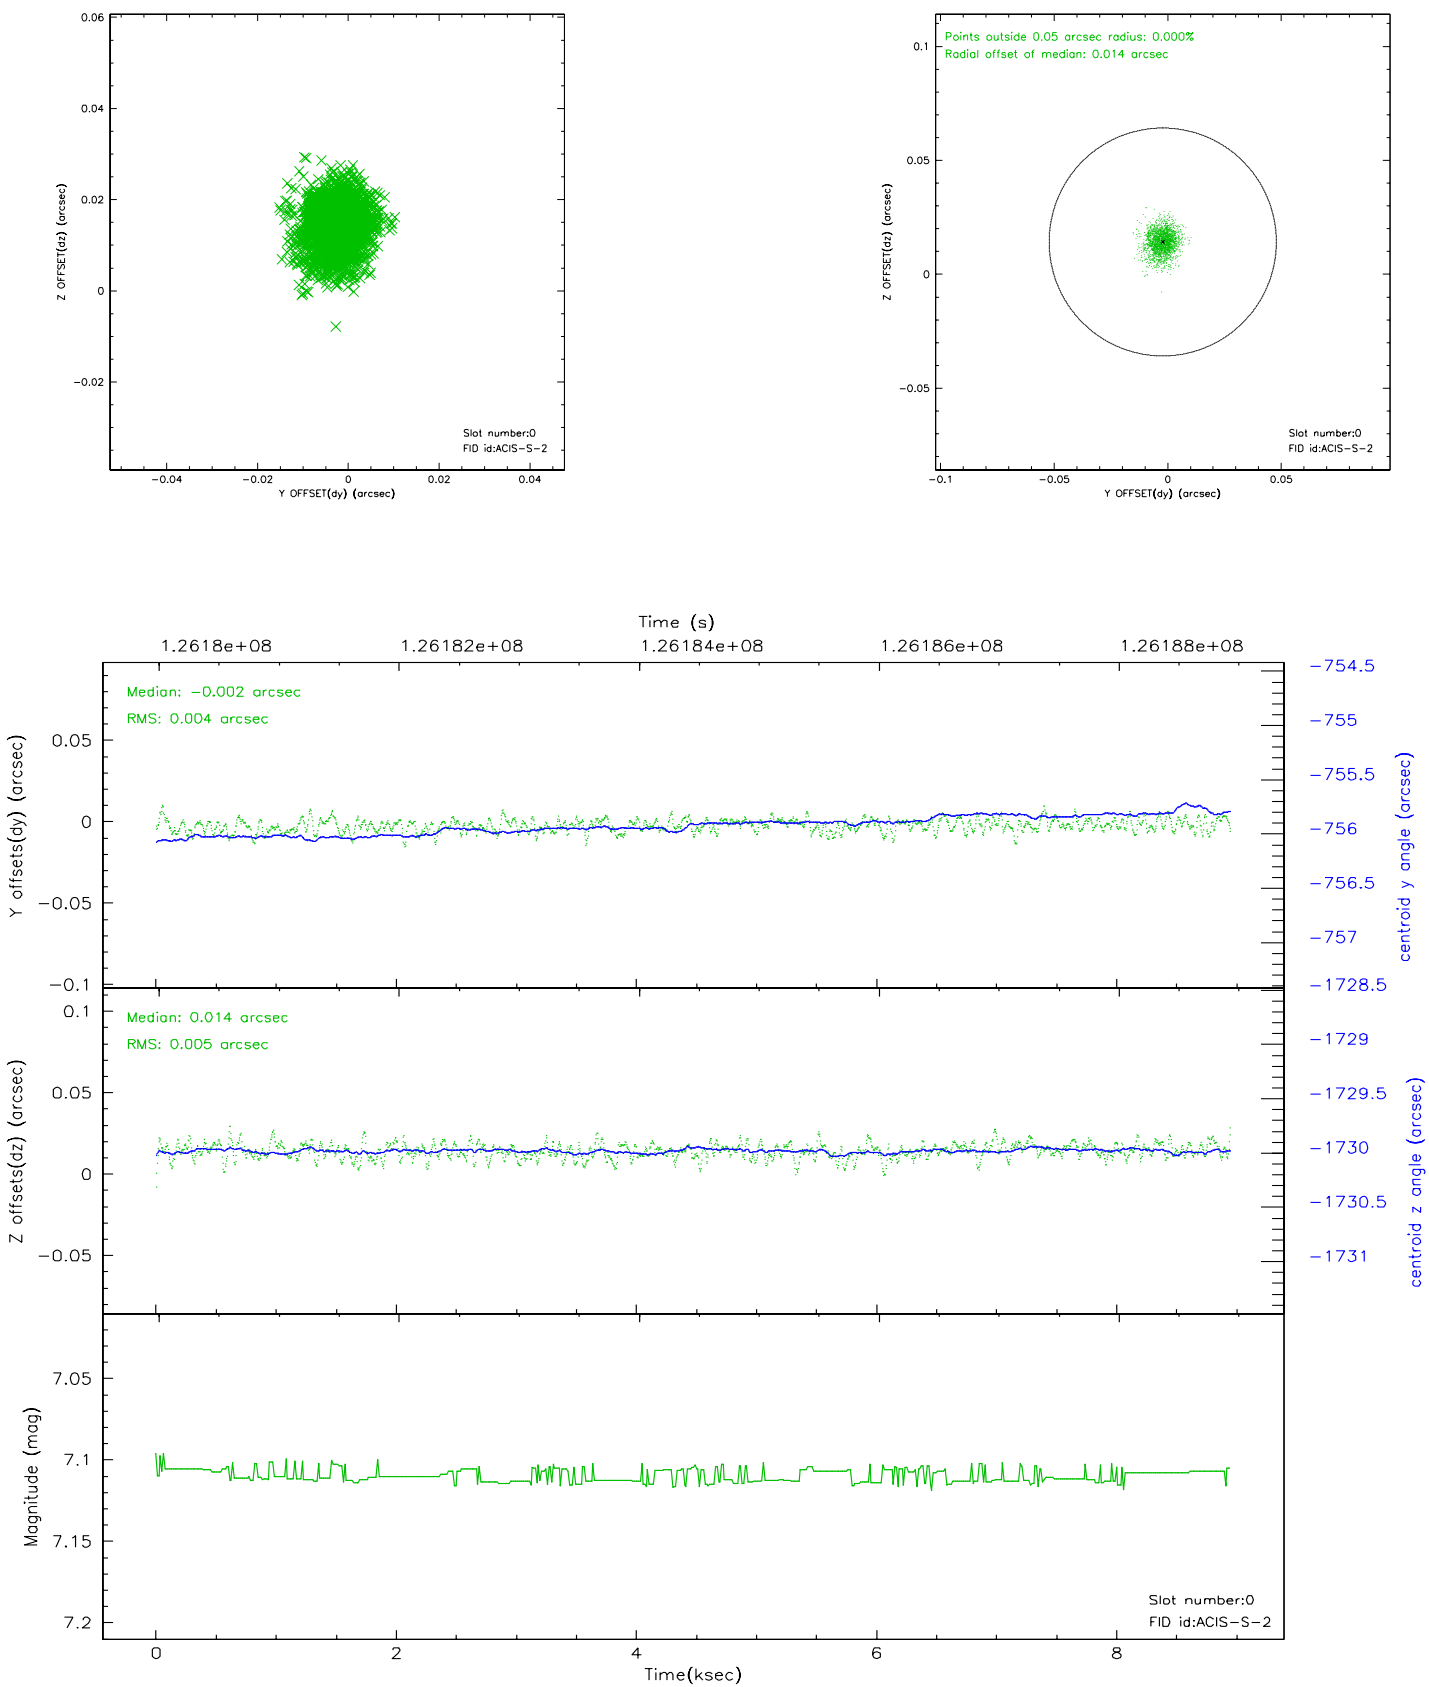 0.06
0.04
0.02
0
−0.02
Z OFFSET(dz) (arcsec)
Slot number:0
FID id:ACIS−S−2
−0.04
−0.02
0
0.02
0.04
Y OFFSET(dy) (arcsec)
Points outside 0.05 arcsec radius: 0.000%
Radial offset of median: 0.014 arcsec
0.1
0.05
0
−0.05
Z OFFSET(dz) (arcsec)
Slot number:0
FID id:ACIS−S−2
−0.1
−0.05
0
0.05
Y OFFSET(dy) (arcsec)
Time (s)
1.2618e+08
1.26182e+08
1.26184e+08
1.26186e+08
1.26188e+08
Median: −0.002 arcsec
RMS: 0.004 arcsec
0.05
0
−0.05
−0.1
Y offsets(dy) (arcsec)
−754.5
−755
−755.5
−756
−756.5
−757
centroid y angle (arcsec)
Median: 0.014 arcsec
RMS: 0.005 arcsec
0.1
0.05
0
−0.05
Z offsets(dz) (arcsec)
−1728.5
−1729
−1729.5
−1730
−1730.5
−1731
centroid z angle (arcsec)
7.05
7.1
7.15
7.2
Magnitude (mag)
Slot number:0
FID id:ACIS−S−2
0
2
4
6
8
Time(ksec)